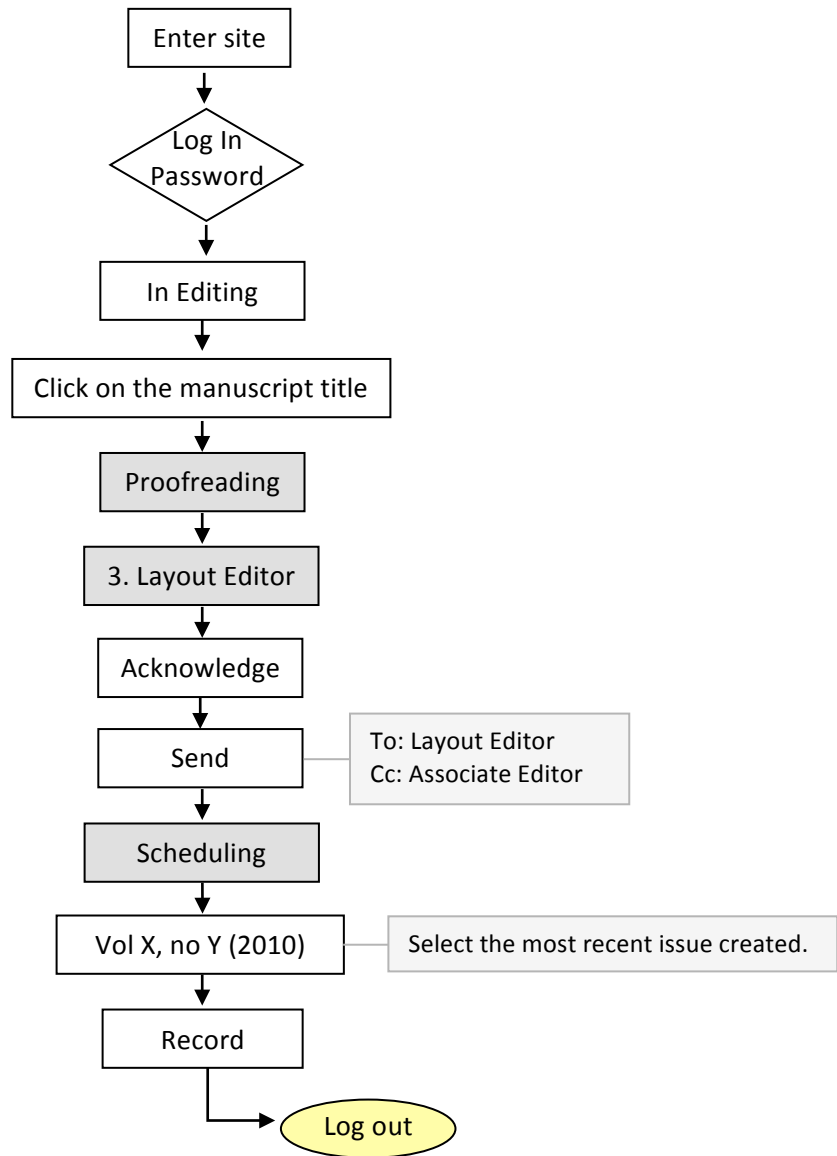 Enter site
Log In
Password
In Editing
Click on the manuscript title
Proofreading
3. Layout Editor
Acknowledge
Send
To: Layout Editor
Cc: Associate Editor
Scheduling
Vol X, no Y (2010)
Select the most recent issue created.
Record
Log out